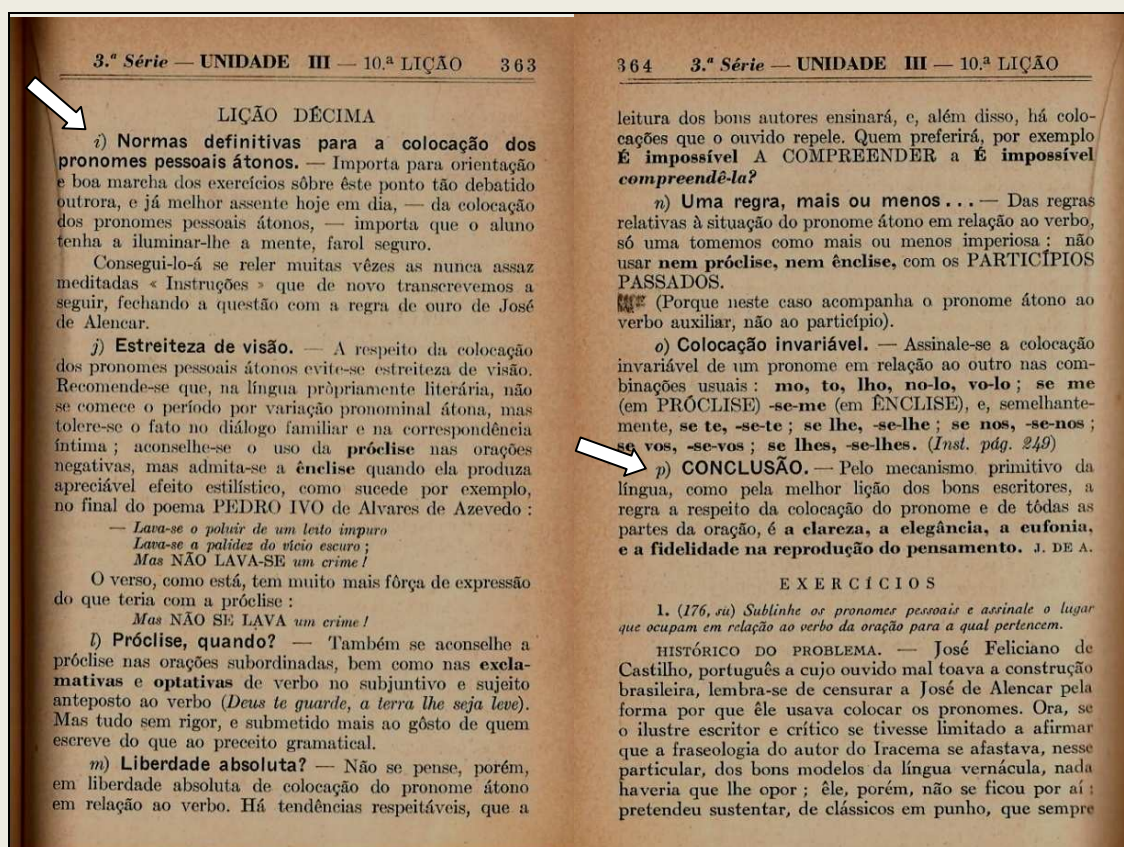 3.ª Série — UNIDADE III — 10.ª LIÇÃO 363
LIÇÃO DÉCIMA
i) Normas definitivas para a colocação dos
pronomes pessoais átonos. — Importa para orientação
e boa marcha dos exercícios sôbre êste ponto tão debatido
outrora, e já melhor assente hoje em dia, — da colocação
dos pronomes pessoais átonos, — importa que o aluno
tenha a iluminar-lhe a mente, farol seguro.
Consegui-lo-á se reler muitas vêzes as nunca assaz
meditadas « Instruções » que de novo transcrevemos a
seguir, fechando a questão com a regra de ouro de José
de Alencar.
j) Estreiteza de visão. — A respeito da colocação
dos pronomes pessoais átonos evite-se estreiteza de visão.
Recomende-se que, na língua pròpriamente literária, não
se comece o período por variação pronominal átona, mas
tolere-se o fato no diálogo familiar e na correspondência
íntima ; aconselhe-se o uso da próclise nas orações
negativas, mas admita-se a ênclise quando ela produza
apreciável efeito estilístico, como sucede por exemplo,
no final do poema PEDRO IVO de Alvares de Azevedo :
— Lava-se o poluir de um leito impuro
Lava-se a palidez do vício escuro ;
Mas NÃO LAVA-SE um crime !
O verso, como está, tem muito mais fôrça de expressão
do que teria com a próclise :
Mas NÃO SE LAVA um crime !
l) Próclise, quando? — Também se aconselhe a
próclise nas orações subordinadas, bem como nas excla-
mativas e optativas de verbo no subjuntivo e sujeito
anteposto ao verbo (Deus te guarde, a terra lhe seja leve).
Mas tudo sem rigor, e submetido mais ao gôsto de quem
escreve do que ao preceito gramatical.
m) Liberdade absoluta? — Não se pense, porém,
em liberdade absoluta de colocação do pronome átono
em relação ao verbo. Há tendências respeitáveis, que a
364 3.ª Série — UNIDADE III — 10.ª LIÇÃO
leitura dos bons autores ensinará, e, além disso, há colo-
cações que o ouvido repele. Quem preferirá, por exemplo
É impossível A COMPREENDER a É impossível
compreendê-la?
n) Uma regra, mais ou menos... — Das regras
relativas à situação do pronome átono em relação ao verbo,
só uma tomemos como mais ou menos imperiosa : não
usar nem próclise, nem ênclise, com os PARTICÍPIOS
PASSADOS.
(Porque neste caso acompanha o pronome átono ao
verbo auxiliar, não ao particípio).
o) Colocação invariável. — Assinale-se a colocação
invariável de um pronome em relação ao outro nas com-
binações usuais : mo, to, lho, no-lo, vo-lo ; se me
(em PRÓCLISE) -se-me (em ÊNCLISE), e, semelhante-
mente, se te, -se-te ; se lhe, -se-lhe ; se nos, -se-nos ;
se vos, -se-vos ; se lhes, -se-lhes. (Inst. pág. 249)
p) CONCLUSÃO. — Pelo mecanismo primitivo da
língua, como pela melhor lição dos bons escritores, a
regra a respeito da colocação do pronome e de tôdas as
partes da oração, é a clareza, a elegância, a eufonia,
e a fidelidade na reprodução do pensamento. J. DE A.
EXERCÍCIOS
1. (176, su) Sublinhe os pronomes pessoais e assinale o lugar
que ocupam em relação ao verbo da oração para a qual pertencem.
HISTÓRICO DO PROBLEMA. — José Feliciano de
Castilho, português a cujo ouvido mal toava a construção
brasileira, lembra-se de censurar a José de Alencar pela
forma por que êle usava colocar os pronomes. Ora, se
o ilustre escritor e crítico se tivesse limitado a afirmar
que a fraseologia do autor do Iracema se afastava, nesse
particular, dos bons modelos da língua vernácula, nada
haveria que lhe opor ; êle, porém, não se ficou por aí :
pretendeu sustentar, de clássicos em punho, que sempre